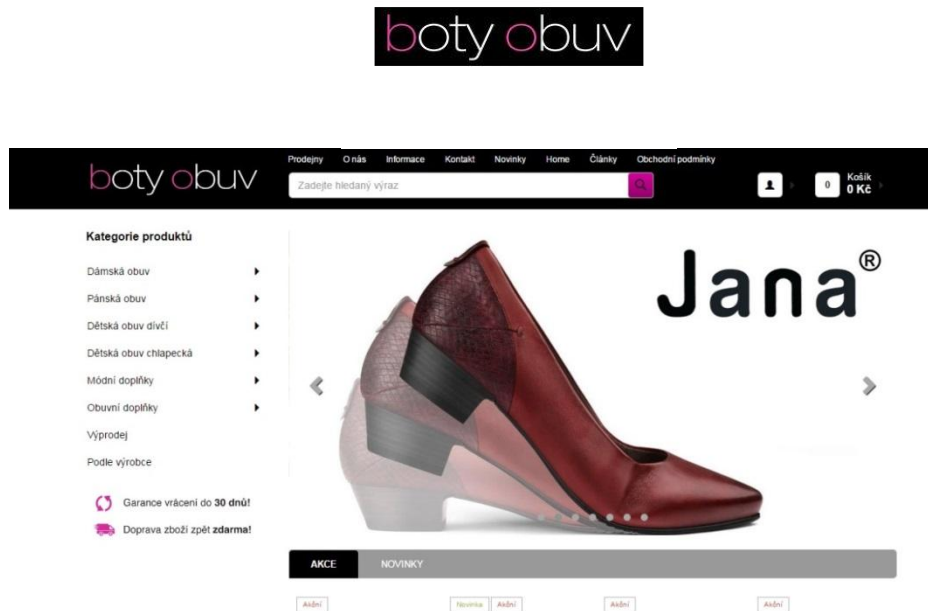 boty obuv
Prodejny O nás Informace Kontakt Novinky Home Články Obchodní podmínky
boty obuv
Zadejte hledaný výraz
0
Košík
0 Kč
Kategorie produktů
Dámská obuv
Pánská obuv
Dětská obuv dívčí
Dětská obuv chlapecká
Módní doplňky
Obuvní doplňky
Výprodej
Podle výrobce
Garance vrácení do 30 dnů!
Doprava zboží zpět zdarma!
Jana®
AKCE NOVINKY
Akční Novinka Akční Akční Akční